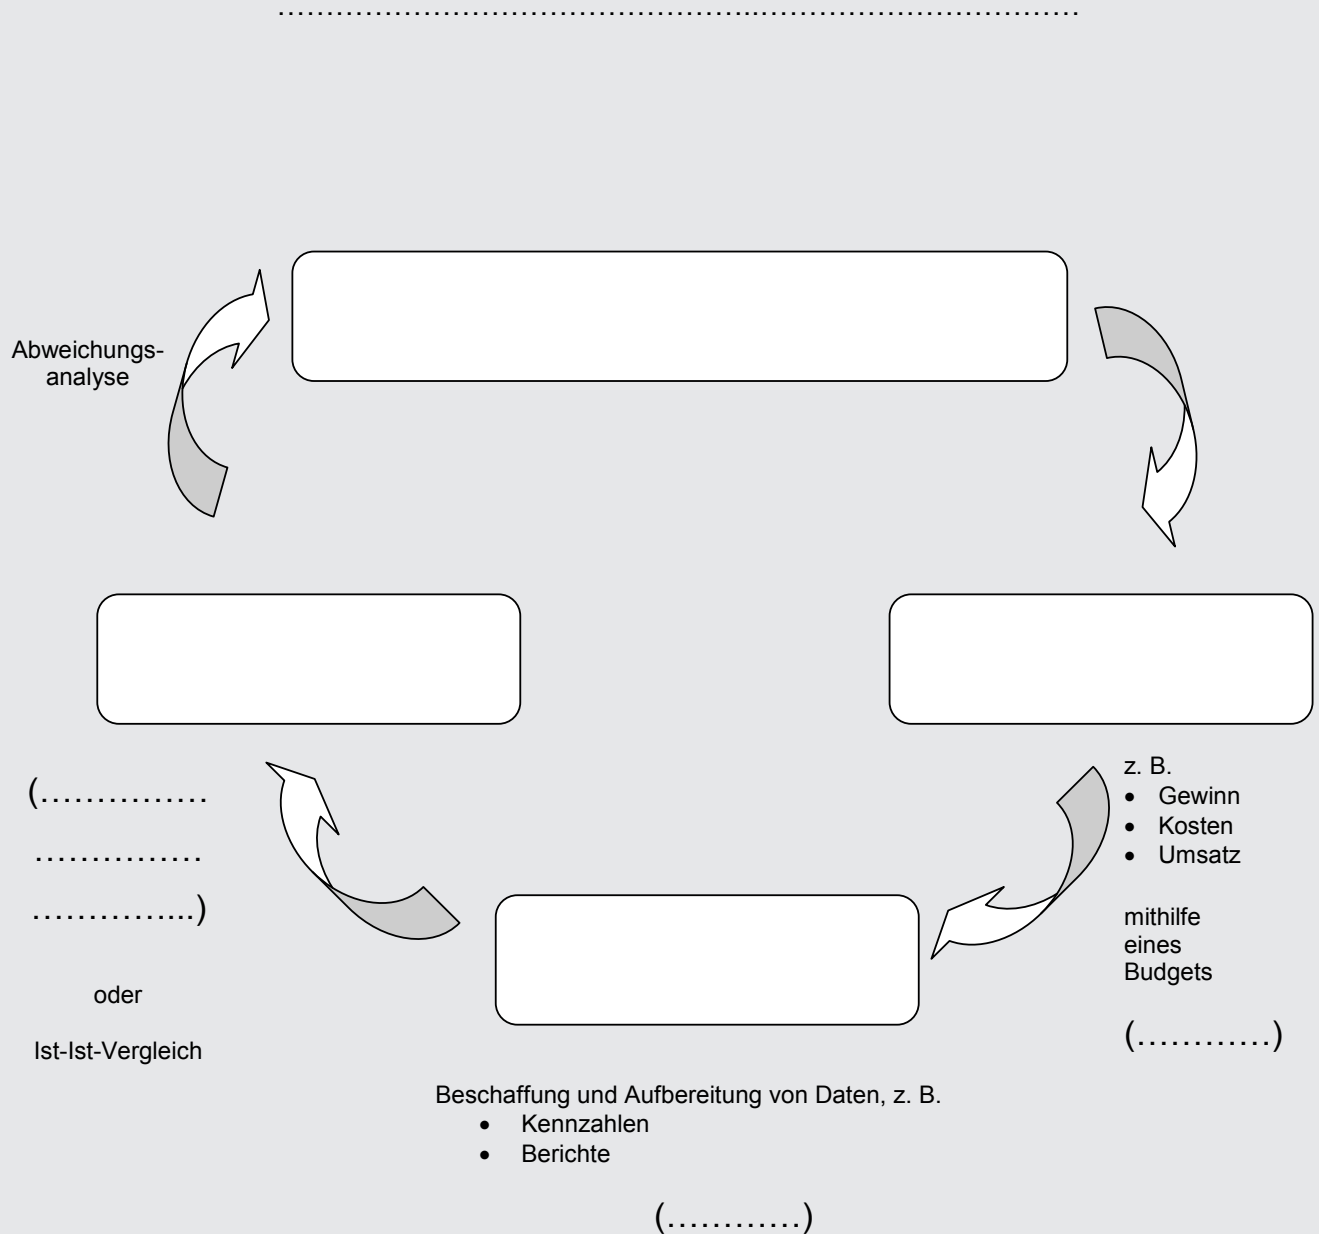 ……………………………………………………………………………………
Abweichungs-
analyse
z. B.
• Gewinn
• Kosten
• Umsatz
mithilfe
eines
Budgets
(…………)
(……………
……………
…………...)
oder
Ist-Ist-Vergleich
Beschaffung und Aufbereitung von Daten, z. B.
• Kennzahlen
• Berichte
(…………)